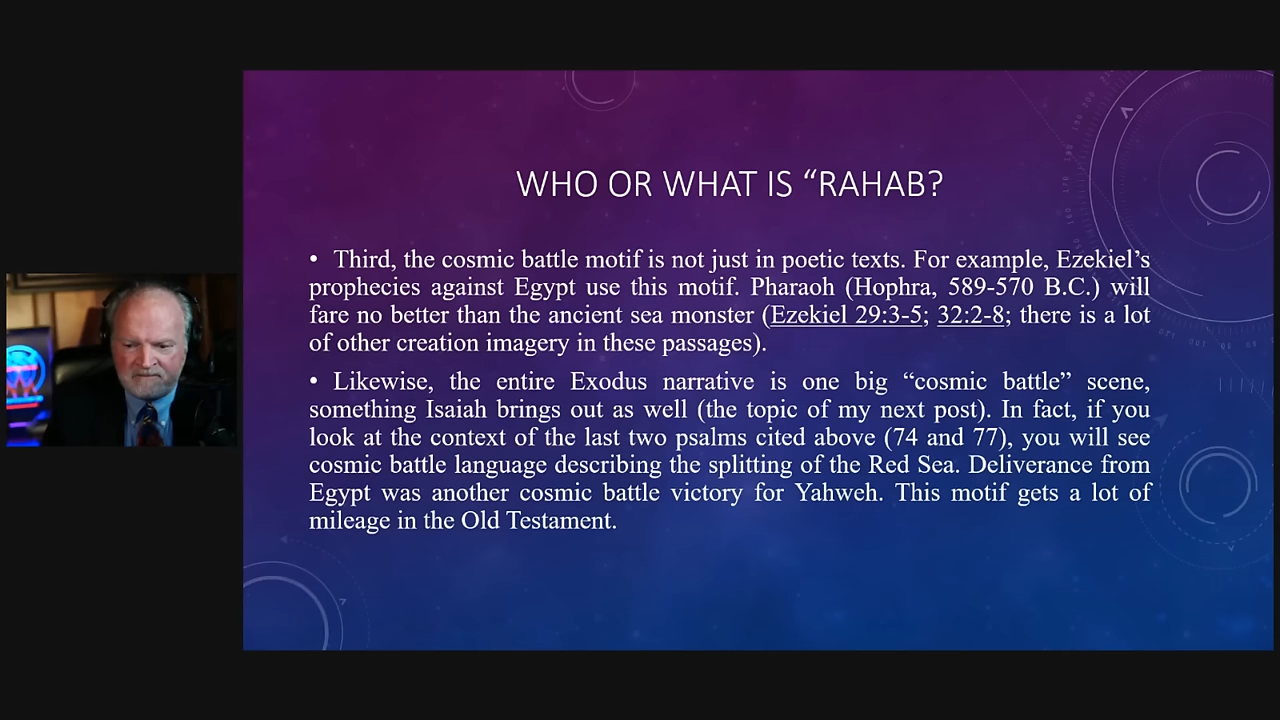 WHO OR WHAT IS “RAHAB?
• Third, the cosmic battle motif is not just in poetic texts. For example, Ezekiel’s
prophecies against Egypt use this motif. Pharaoh (Hophra, 589-570 B.C.) will
fare no better than the ancient sea monster (Ezekiel 29:3-5; 32:2-8; there is a lot
of other creation imagery in these passages).
• Likewise, the entire Exodus narrative is one big “cosmic battle” scene,
something Isaiah brings out as well (the topic of my next post). In fact, if you
look at the context of the last two psalms cited above (74 and 77), you will see
cosmic battle language describing the splitting of the Red Sea. Deliverance from
Egypt was another cosmic battle victory for Yahweh. This motif gets a lot of
mileage in the Old Testament.